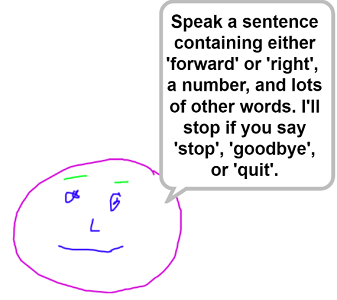 Speak a sentence
containing either
'forward' or 'right',
a number, and lots
of other words. I'll
stop if you say
'stop', 'goodbye',
or 'quit'.